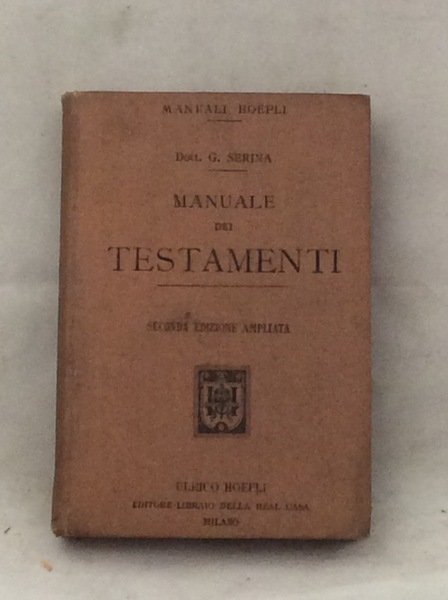 MANUALI HOEPLI
Dott. G. SERINA
MANUALE
DEI
TESTAMENTI
SECONDA EDIZIONE AMPLIATA
ULRICO HOEPLI
EDITORE-LIBRAIO DELLA REAL CASA
MILANO